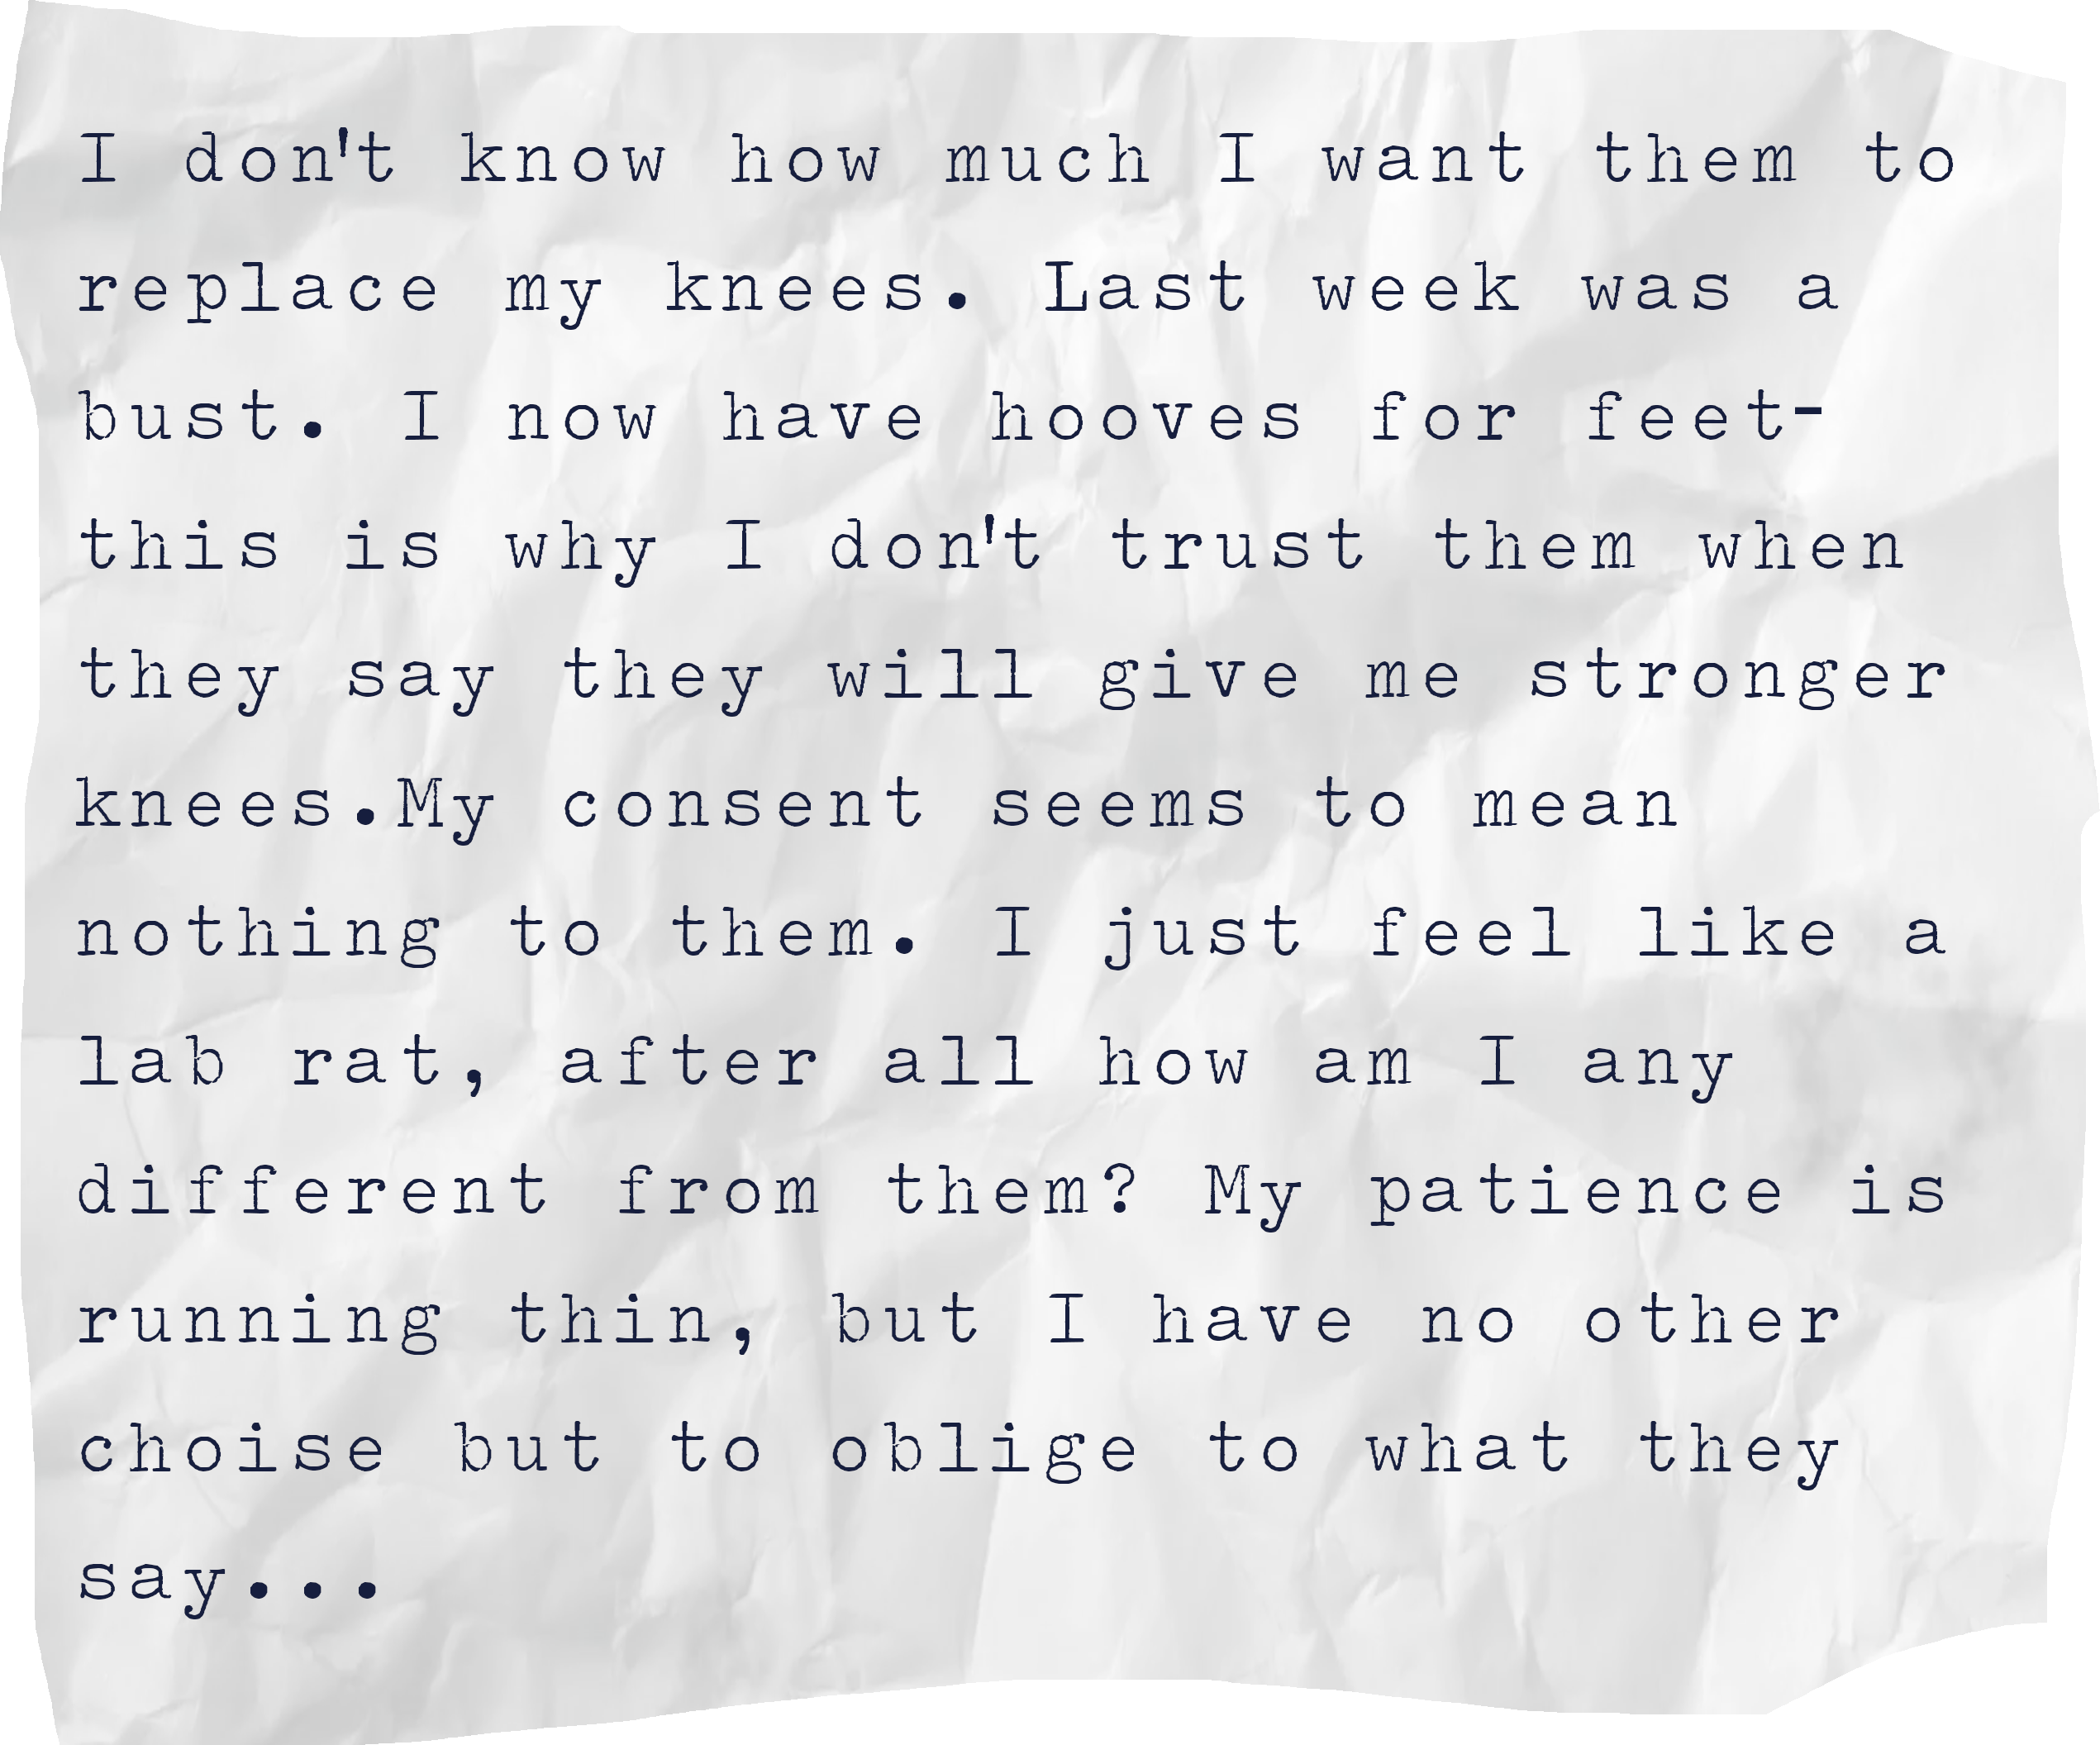 I don't know how much I want them to
replace my knees. Last week was a
bust. I now have hooves for feet-
this is why I don't trust them when
they say they will give me stronger
knees.My consent seems to mean
nothing to them. I just feel like a
lab rat, after all how am I any
different from them? My patience is
running thin, but I have no other
choise but to oblige to what they
say...